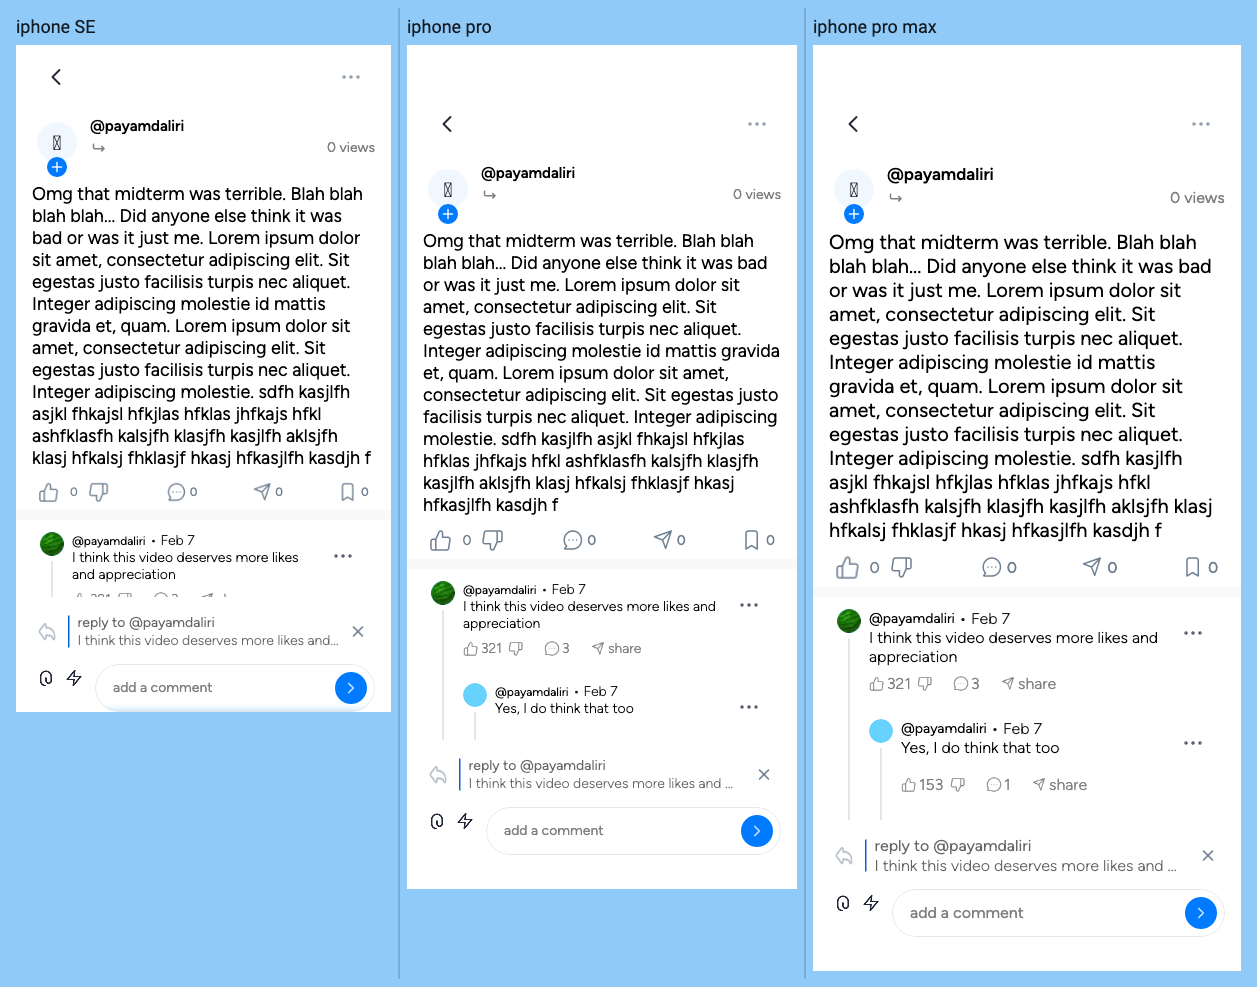 iphone SE
@payamdaliri
0 views
Omg that midterm was terrible. Blah blah
blah blah... Did anyone else think it was
bad or was it just me. Lorem ipsum dolor
sit amet, consectetur adipiscing elit. Sit
egestas justo facilisis turpis nec aliquet.
Integer adipiscing molestie id mattis
gravida et, quam. Lorem ipsum dolor sit
amet, consectetur adipiscing elit. Sit
egestas justo facilisis turpis nec aliquet.
Integer adipiscing molestie. sdfh kasjlfh
asjkl fhkajsl hfkjlas hfklas jhfkajs hfkl
ashfklasfh kalsjfh klasjfh kasjlfh aklsjfh
klasj hfkalsj fhklasjf hkasj hfkasjlfh kasdjh f
0 0 0 0
@payamdaliri • Feb 7
I think this video deserves more likes
and appreciation
reply to @payamdaliri
I think this video deserves more likes and...
add a comment
iphone pro
@payamdaliri
0 views
Omg that midterm was terrible. Blah blah
blah blah... Did anyone else think it was bad
or was it just me. Lorem ipsum dolor sit
amet, consectetur adipiscing elit. Sit
egestas justo facilisis turpis nec aliquet.
Integer adipiscing molestie id mattis gravida
et, quam. Lorem ipsum dolor sit amet,
consectetur adipiscing elit. Sit egestas justo
facilisis turpis nec aliquet. Integer adipiscing
molestie. sdfh kasjlfh asjkl fhkajsl hfkjlas
hfklas jhfkajs hfkl ashfklasfh kalsjfh klasjfh
kasjlfh aklsjfh klasj hfkalsj fhklasjf hkasj
hfkasjlfh kasdjh f
0 0 0 0
@payamdaliri • Feb 7
I think this video deserves more likes and
appreciation
321 3 share
@payamdaliri • Feb 7
Yes, I do think that too
reply to @payamdaliri
I think this video deserves more likes and ...
add a comment
iphone pro max
@payamdaliri
0 views
Omg that midterm was terrible. Blah blah
blah blah... Did anyone else think it was bad
or was it just me. Lorem ipsum dolor sit
amet, consectetur adipiscing elit. Sit
egestas justo facilisis turpis nec aliquet.
Integer adipiscing molestie id mattis
gravida et, quam. Lorem ipsum dolor sit
amet, consectetur adipiscing elit. Sit
egestas justo facilisis turpis nec aliquet.
Integer adipiscing molestie. sdfh kasjlfh
asjkl fhkajsl hfkjlas hfklas jhfkajs hfkl
ashfklasfh kalsjfh klasjfh kasjlfh aklsjfh klasj
hfkalsj fhklasjf hkasj hfkasjlfh kasdjh f
0 0 0 0
@payamdaliri • Feb 7
I think this video deserves more likes and
appreciation
321 3 share
@payamdaliri • Feb 7
Yes, I do think that too
153 1 share
reply to @payamdaliri
I think this video deserves more likes and ...
add a comment